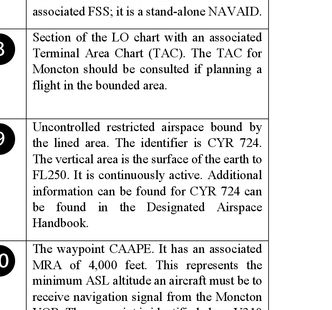 associated FSS; it is a stand-alone NAVAID.
Section of the LO chart with an associated
Terminal Area Chart (TAC). The TAC for
Moncton should be consulted if planning a
flight in the bounded area.
9
Uncontrolled restricted airspace bound by
the lined area. The identifier is CYR 724.
The vertical area is the surface of the earth to
FL250. It is continuously active. Additional
information can be found for CYR 724 can
be found in the Designated Airspace
Handbook.
0
The waypoint CAAPE. It has an associated
MRA of 4,000 feet. This represents the
minimum ASL altitude an aircraft must be to
receive navigation signal from the Moncton